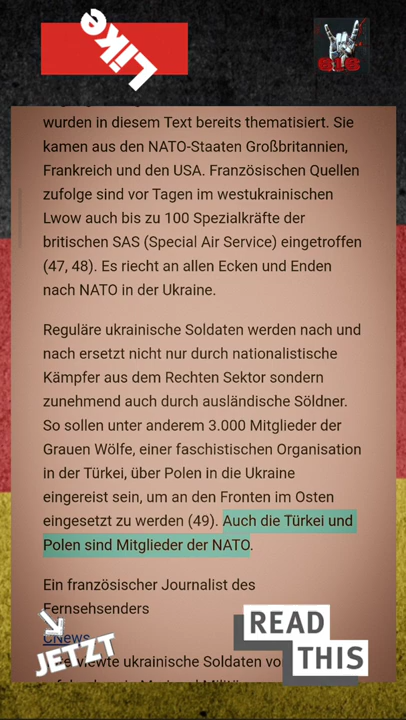 Like
GLB
wurden in diesem Text bereits thematisiert. Sie
kamen aus den NATO-Staaten Großbritannien,
Frankreich und den USA. Französischen Quellen
zufolge sind vor Tagen im westukrainischen
Lwow auch bis zu 100 Spezialkräfte der
britischen SAS (Special Air Service) eingetroffen
(47, 48). Es riecht an allen Ecken und Enden
nach NATO in der Ukraine.
Reguläre ukrainische Soldaten werden nach und
nach ersetzt nicht nur durch nationalistische
Kämpfer aus dem Rechten Sektor sondern
zunehmend auch durch ausländische Söldner.
So sollen unter anderem 3.000 Mitglieder der
Grauen Wölfe, einer faschistischen Organisation
in der Türkei, über Polen in die Ukraine
eingereist sein, um an den Fronten im Osten
eingesetzt zu werden (49). Auch die Türkei und
Polen sind Mitglieder der NATO.
Ein französischer Journalist des
Fernsehsenders
CNews
JETZT
READ
THIS
ukrainische Soldaten